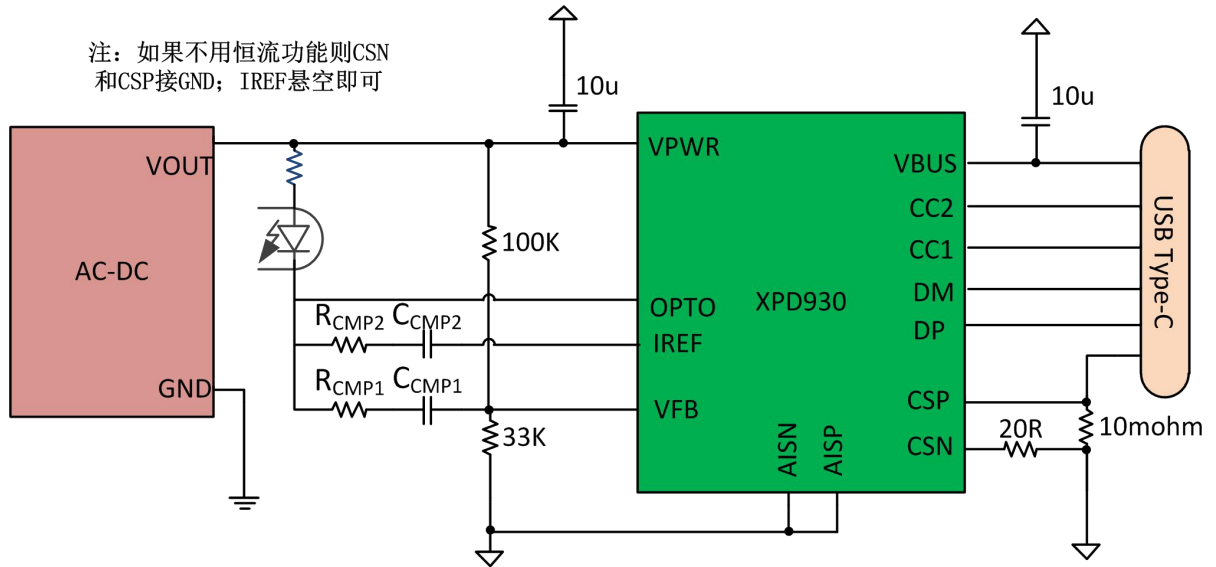 注：如果不用恒流功能则CSN
和CSP接GND；IREF悬空即可
10u
10u
VOUT
VPWR
VBUS
CC2
100K
CC1
AC-DC
DM
OPTO
XPD930
DP
USB Type-C
RCMP2
CCMP2
IREF
GND
RCMP1
CCMP1
VFB
CSP
33K
AISN
AISP
20R
10mohm
CSN